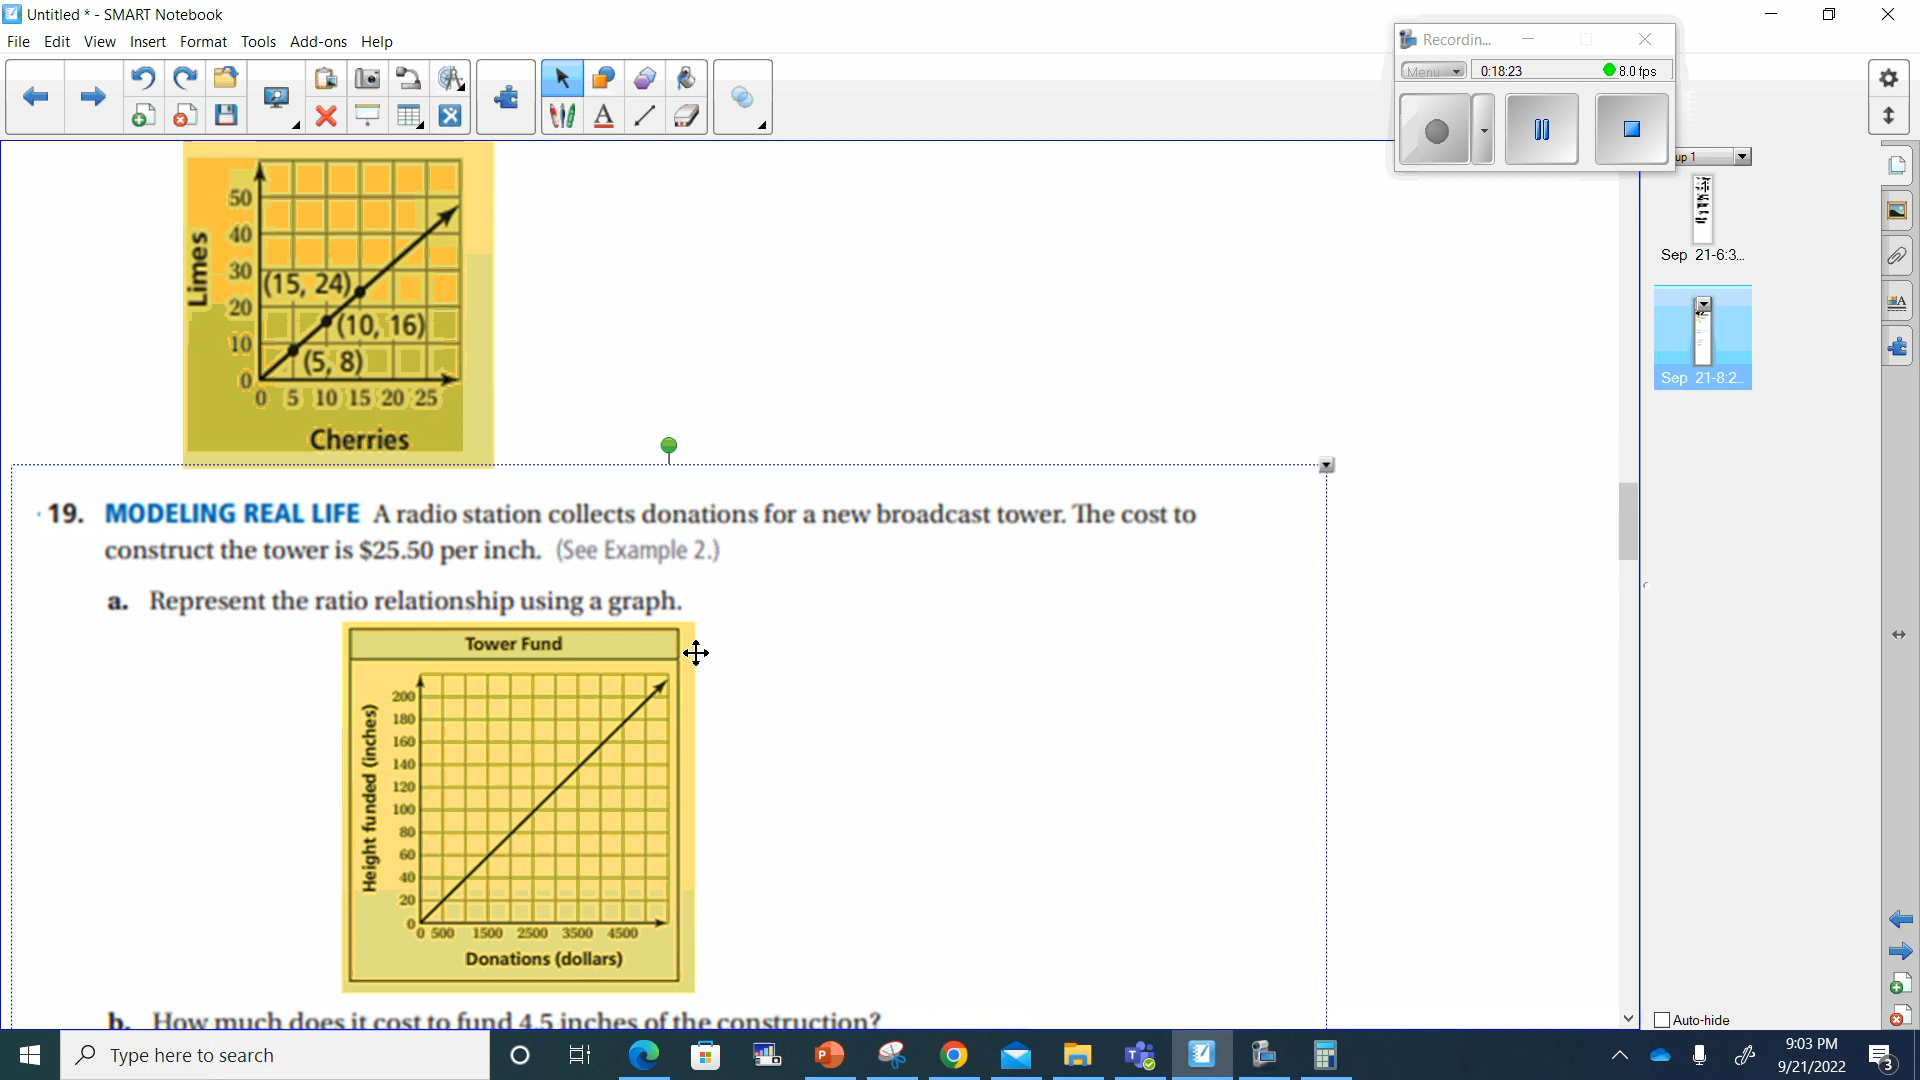 Untitled * - SMART Notebook
File Edit View Insert Format Tools Add-ons Help
Recordin...
Menu
0:18:23
8.0 fps
up 1
Sep 21-6:3...
Sep 21-8:2...
50
40
30
20
10
0
Limes
(15, 24)
(10, 16)
(5, 8)
0 5 10 15 20 25
Cherries
19. MODELING REAL LIFE A radio station collects donations for a new broadcast tower. The cost to
construct the tower is $25.50 per inch. (See Example 2.)
a. Represent the ratio relationship using a graph.
Tower Fund
Height funded (inches)
200
180
160
140
120
100
80
60
40
20
0
0 500 1500 2500 3500 4500
Donations (dollars)
b. How much does it cost to fund 4.5 inches of the construction?
Auto-hide
Type here to search
9:03 PM
9/21/2022
3